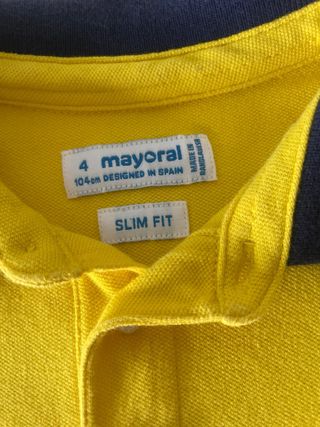 4 mayoral
104cm DESIGNED IN SPAIN
MADE IN
BANGLADESH
SLIM FIT